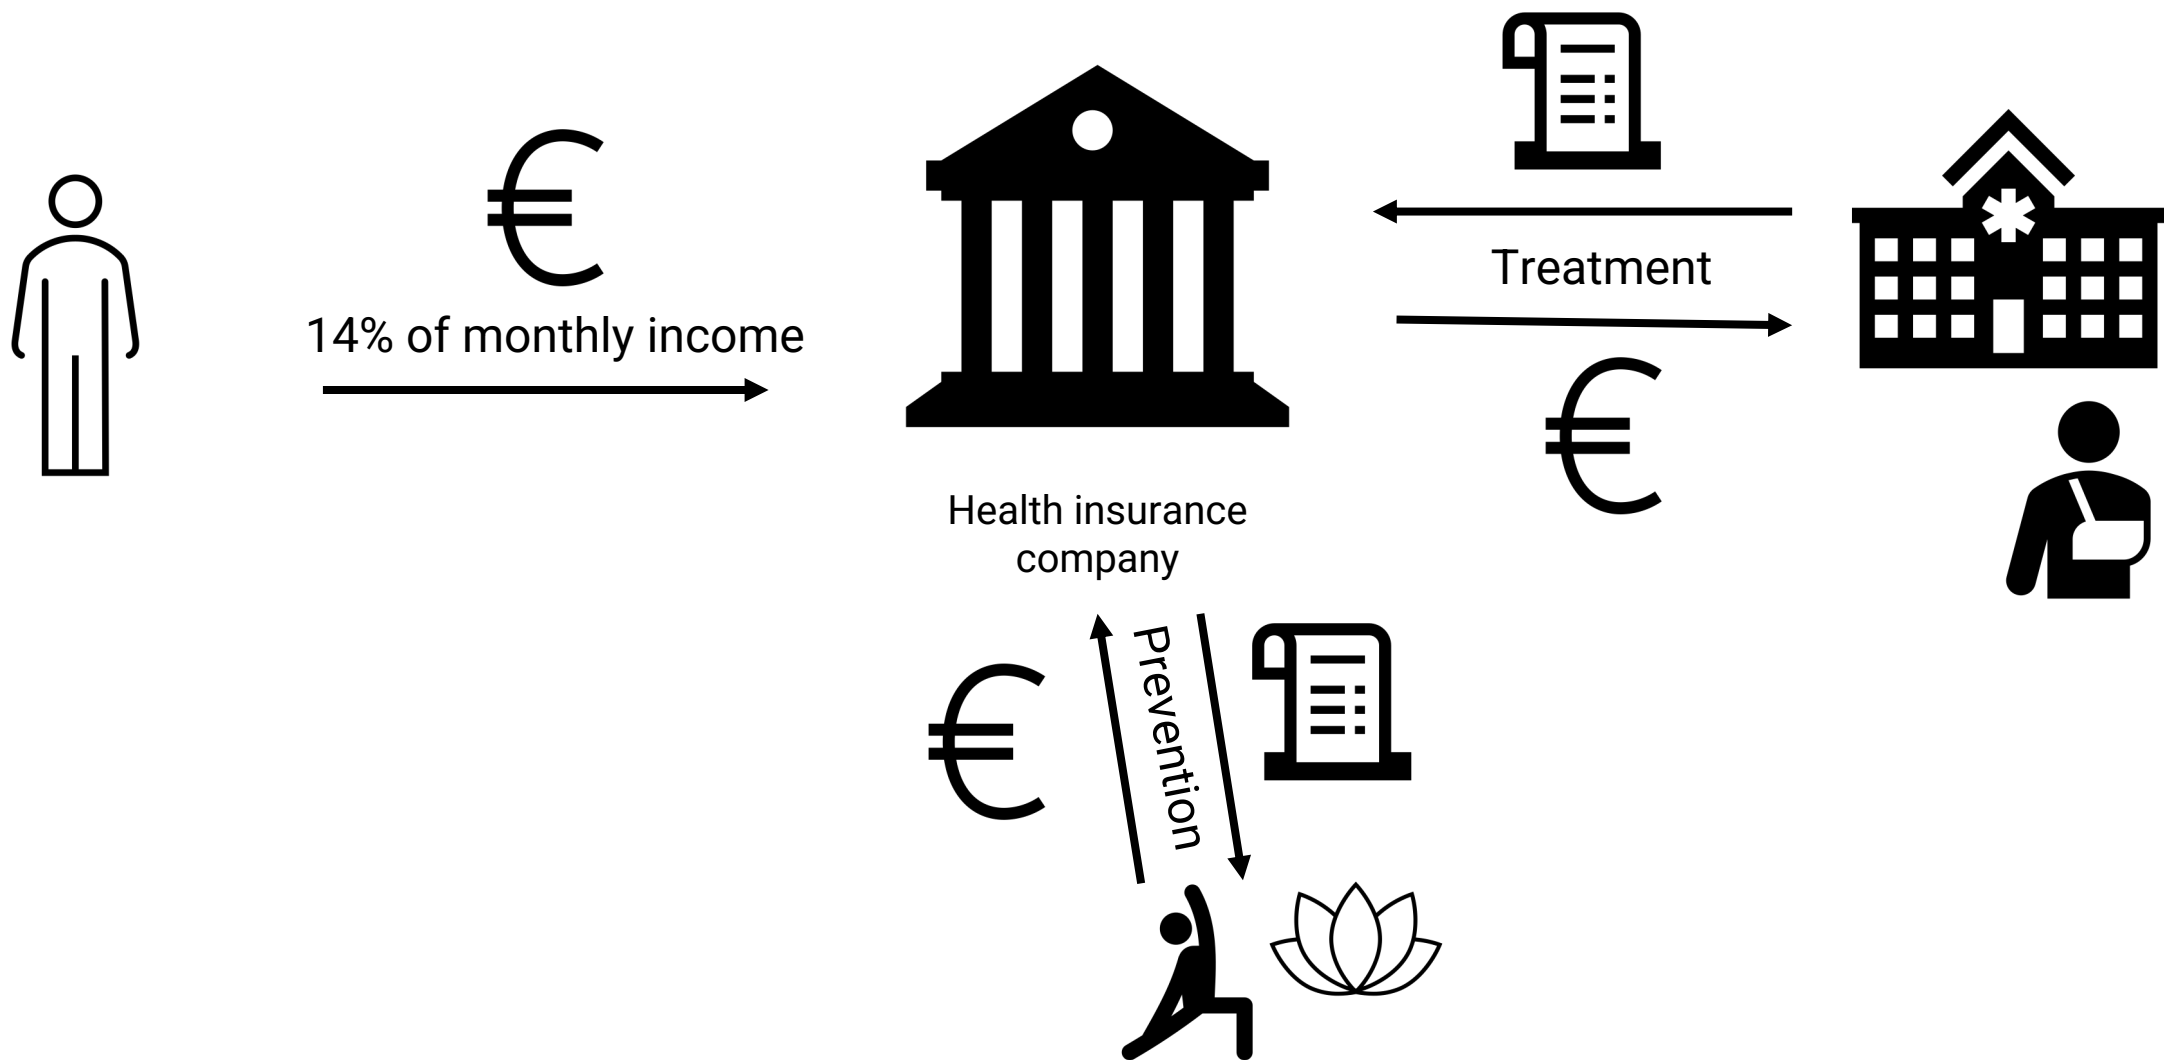 14% of monthly income
Treatment
Health insurance
company
Prevention